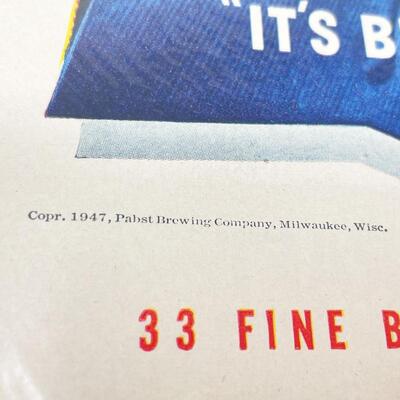 "IT'S B
Copr. 1947, Pabst Brewing Company, Milwaukee, Wisc.
33 FINE B